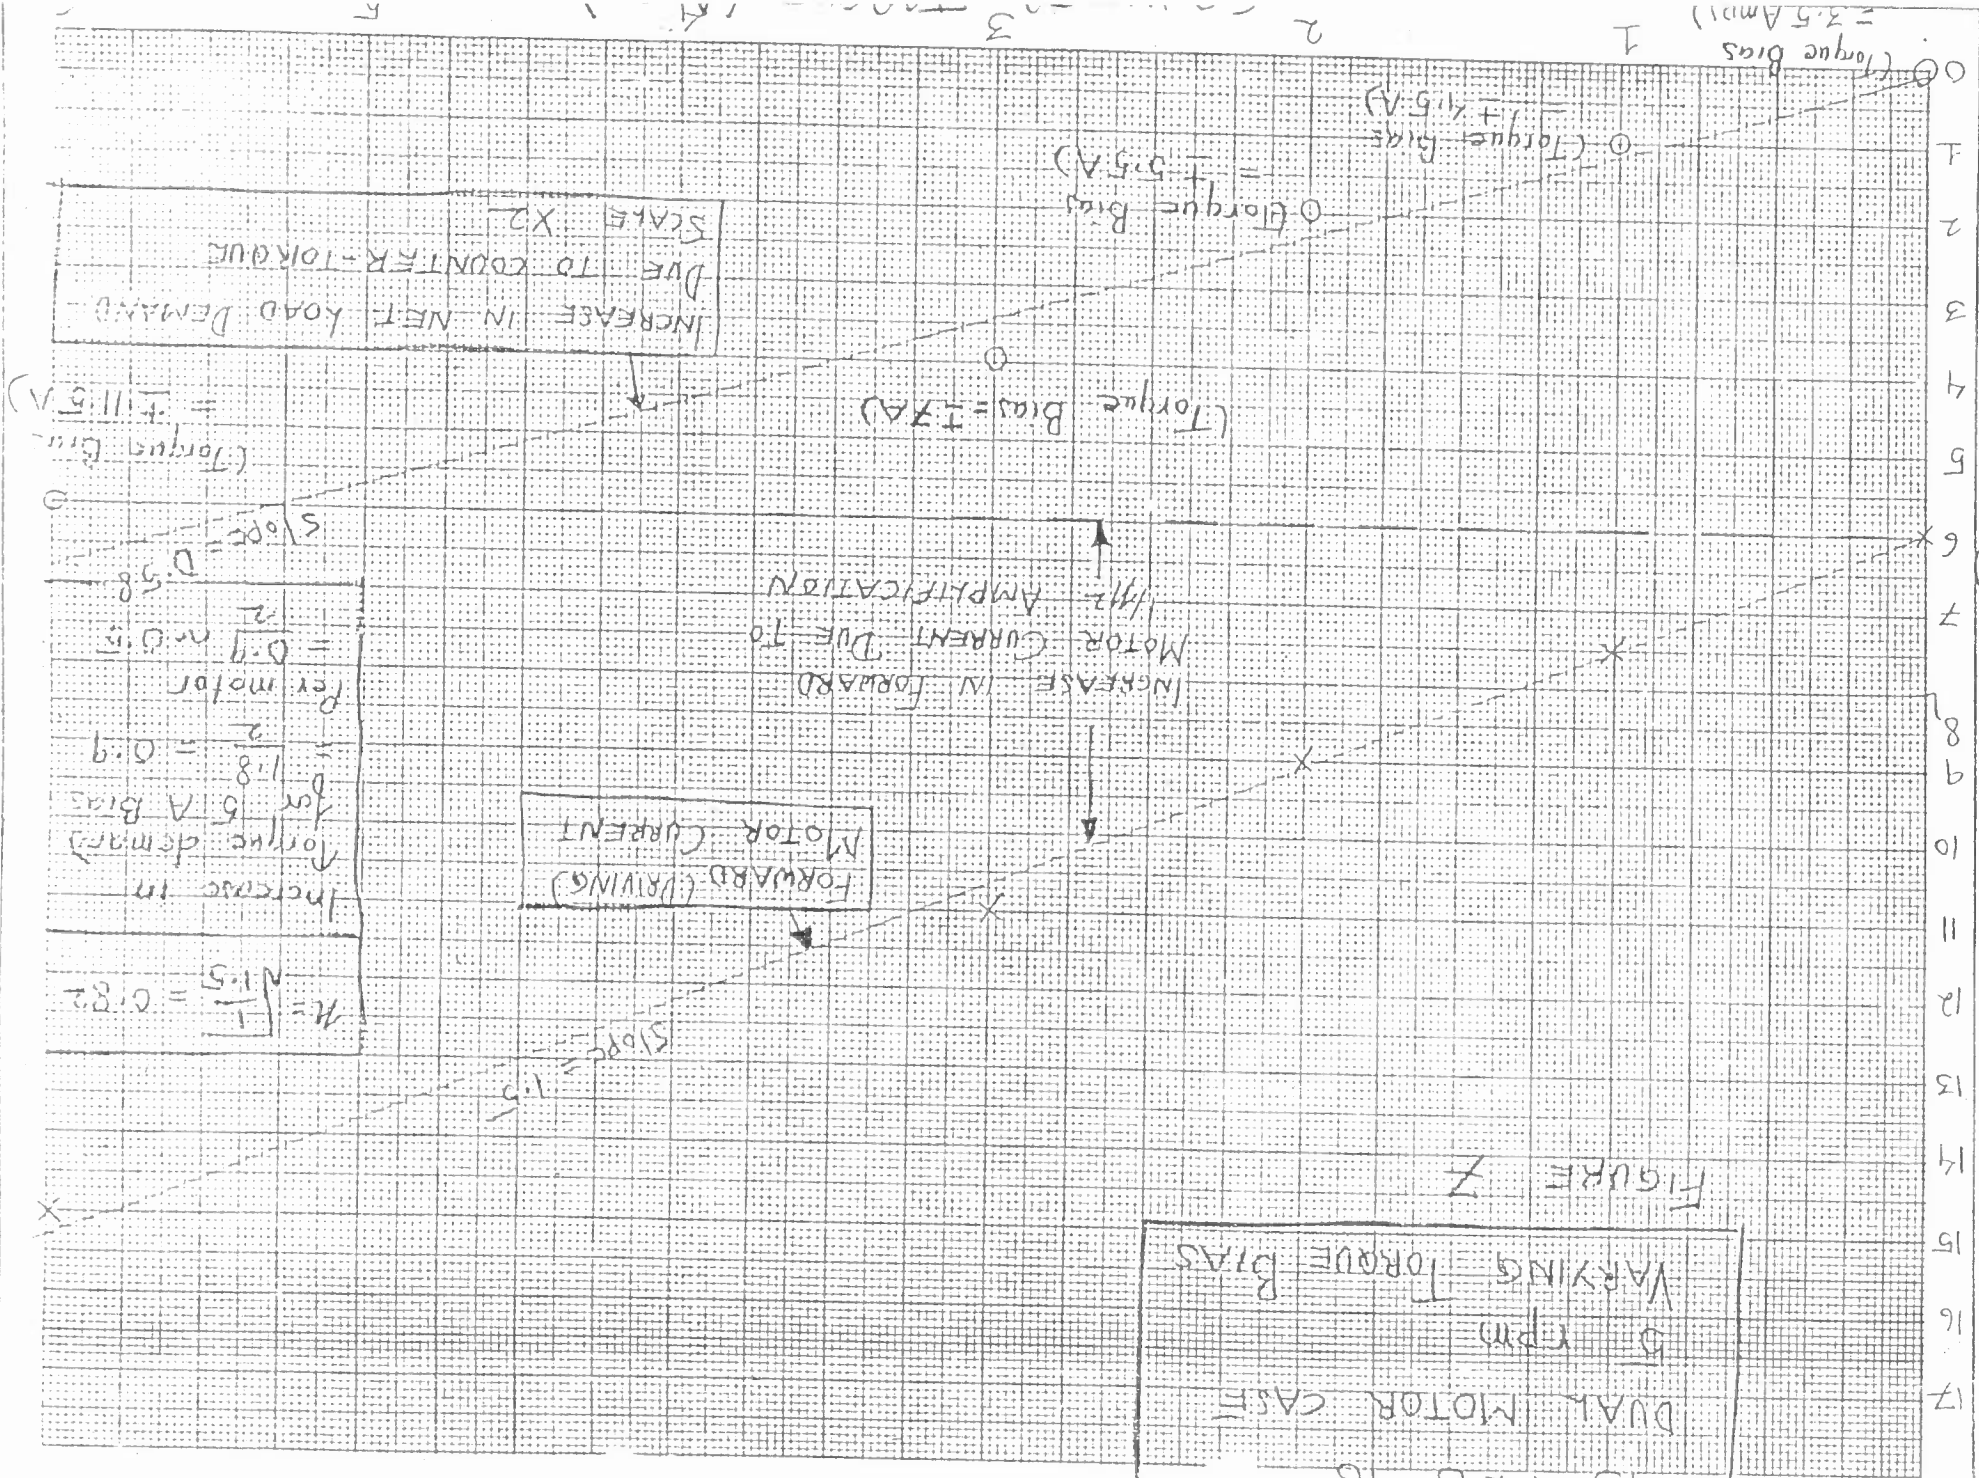 DUAL MOTOR CASE
5 rpm
VARYING TORQUE BIAS
FIGURE 7
17
16
15
14
13
12
11
10
9
8
7
6
5
4
3
2
1
0
Slope
= 1.5
= 0.82
FORWARD (DRIVING)
MOTOR CURRENT
Increase in
Torque demand
for 5 A Bias
= 1.8 / 2 = 0.9
Per motor
= 0.9 / 2
INCREASE IN FORWARD
MOTOR CURRENT DUE TO
AMPLIFICATION
Slope
= 0.58
(Torque Bias
= ± 11.5 A)
(Torque Bias = ± 7A)
INCREASE IN NET LOAD DEMAND
DUE TO COUNTER-TORQUE
SCALE X2
(Torque Bias
= ± 5.5 A)
(Torque Bias
= ± 4.5 A)
(Torque Bias
= 3.5 Amps)
1
2
3
4
5